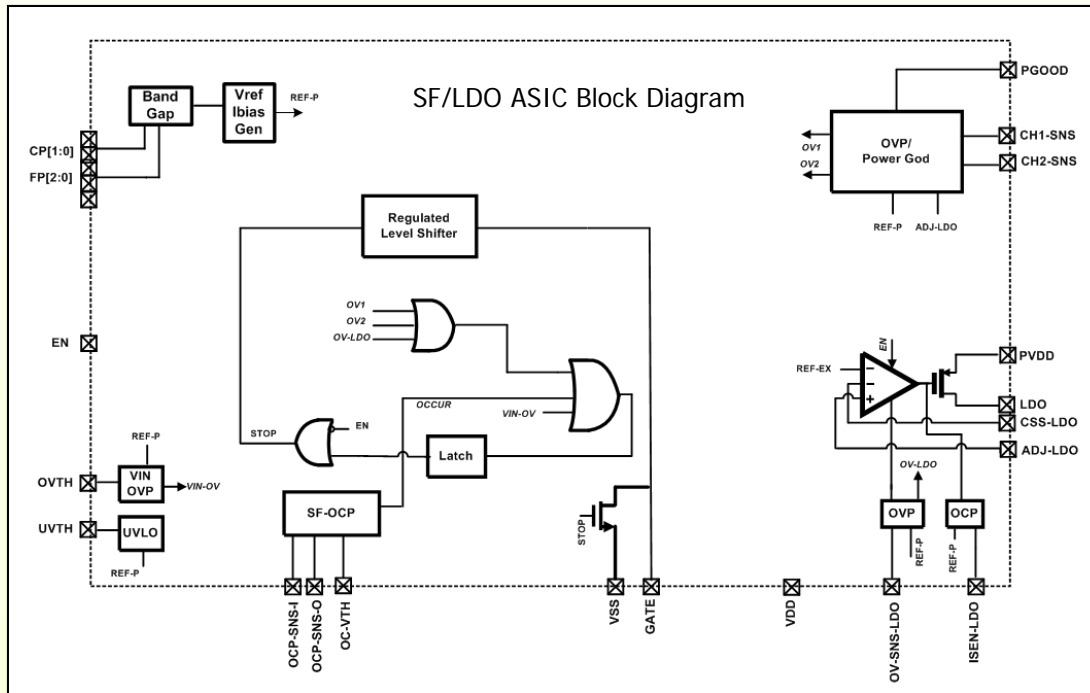 SF/LDO ASIC Block Diagram
Band
Gap
Vref
Ibias
Gen
REF-P
CP[1:0]
FP[2:0]
PGOOD
OV1
OV2
OVP/
Power God
CH1-SNS
CH2-SNS
REF-P
ADJ-LDO
Regulated
Level Shifter
OV1
OV2
OV-LDO
EN
EN
REF-EX
PVDD
LDO
CSS-LDO
ADJ-LDO
OCCUR
VIN-OV
STOP
EN
Latch
REF-P
OVTH
VIN
OVP
VIN-OV
UVTH
UVLO
REF-P
SF-OCP
STOP
OV-LDO
OVP
OCP
REF-P
REF-P
OCP-SNS-I
OCP-SNS-O
OC-VTH
VSS
GATE
VDD
OV-SNS-LDO
ISEN-LDO
−
−
+